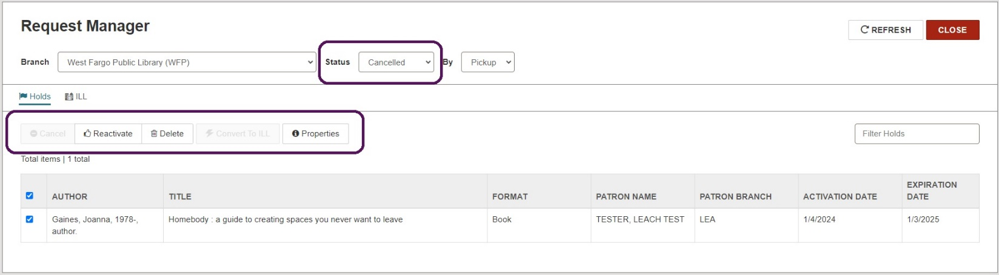 Request Manager
REFRESH
CLOSE
Branch West Fargo Public Library (WFP) Status Cancelled By Pickup
Holds ILL
Cancel Reactivate Delete Convert To ILL Properties Filter Holds
Total items | 1 total
AUTHOR TITLE FORMAT PATRON NAME PATRON BRANCH ACTIVATION DATE EXPIRATION
DATE
Gaines, Joanna, 1978-, Homebody : a guide to creating spaces you never want to leave Book TESTER, LEACH TEST LEA 1/4/2024 1/3/2025
author.